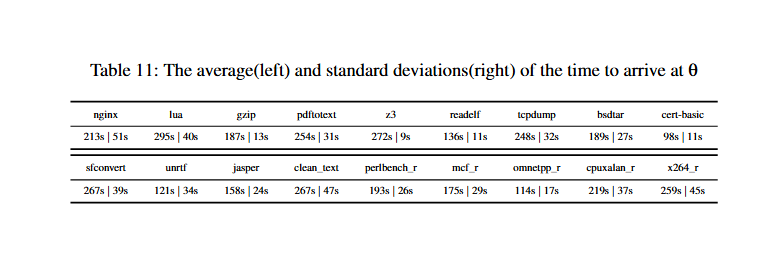 Table 11: The average(left) and standard deviations(right) of the time to arrive at θ
nginx lua gzip pdftotext z3 readelf tcpdump bsdtar cert-basic
213s | 51s 295s | 40s 187s | 13s 254s | 31s 272s | 9s 136s | 11s 248s | 32s 189s | 27s 98s | 11s
sfconvert unrtf jasper clean_text perlbench_r mcf_r omnetpp_r cpuxalan_r x264_r
267s | 39s 121s | 34s 158s | 24s 267s | 47s 193s | 26s 175s | 29s 114s | 17s 219s | 37s 259s | 45s